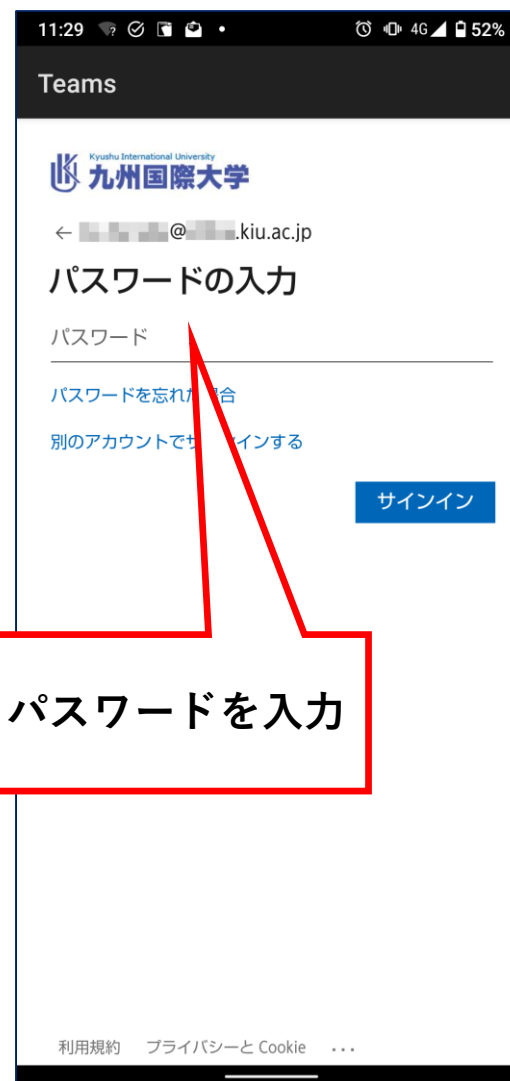 11:29 4G 52%
Teams
Kyushu International University
九州国際大学
← @ .kiu.ac.jp
パスワードの入力
パスワード
パスワードを忘れた場合
別のアカウントでサインインする
サインイン
パスワードを入力
利用規約 プライバシーと Cookie ...